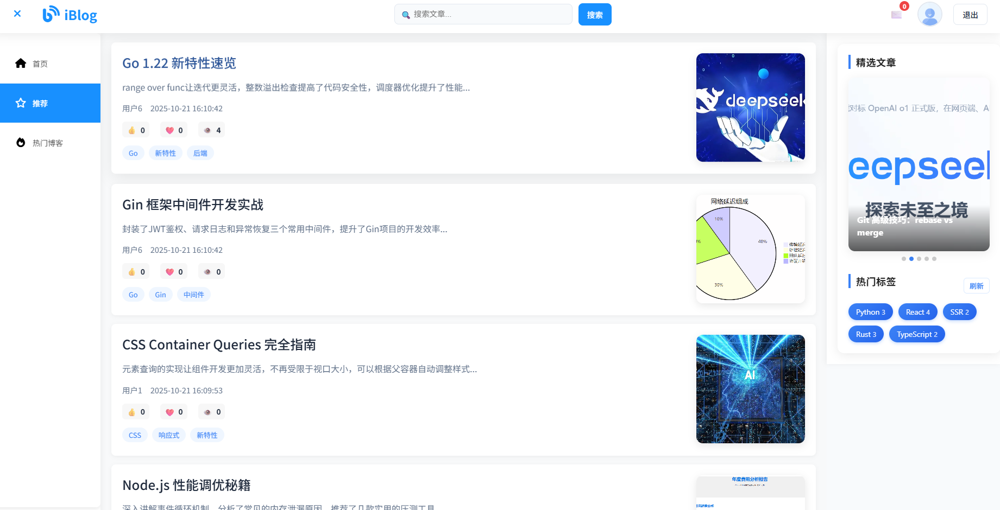 iBlog
搜索文章...
搜索
0
退出
首页
推荐
热门博客
Go 1.22 新特性速览
range over func让迭代更灵活，整数溢出检查提高了代码安全性，调度器优化提升了性能...
用户6 2025-10-21 16:10:42
0 0 4
Go 新特性 后端
deepseek
Gin 框架中间件开发实战
封装了JWT鉴权、请求日志和异常恢复三个常用中间件，提升了Gin项目的开发效率...
用户6 2025-10-21 16:10:42
0 0 0
Go Gin 中间件
网络延迟组成
10%
40%
30%
传输延迟
处理延迟
排队延迟
CSS Container Queries 完全指南
元素查询的实现让组件开发更加灵活，不再受限于视口大小，可以根据父容器自动调整样式...
用户1 2025-10-21 16:09:53
0 0 0
CSS 响应式 新特性
AI
Node.js 性能调优秘籍
深入讲解事件循环机制，分析了常见的内存泄漏原因，推荐了几款实用的压测工具
年度费用分析报告
精选文章
对标 OpenAI o1 正式版，在网页端、A
eepseek
探索未至之境
Git 高级技巧：rebase vs
merge
热门标签
刷新
Python 3 React 4 SSR 2
Rust 3 TypeScript 2